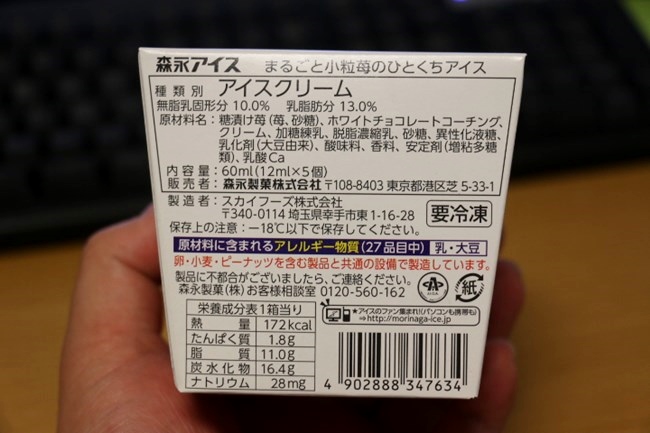 森永アイス まるごと小粒苺のひとくちアイス
種類別 アイスクリーム
無脂乳固形分 10.0% 乳脂肪分 13.0%
原材料名：糖漬け苺(苺、砂糖)、ホワイトチョコレートコーチング、
クリーム、加糖練乳、脱脂濃縮乳、砂糖、異性化液糖、
乳化剤(大豆由来)、酸味料、香料、安定剤(増粘多糖
類)、乳酸Ca
内容量：60ml(12ml×5個)
販売者：森永製菓株式会社 〒108-8403 東京都港区芝 5-33-1
製造者：スカイフーズ株式会社
〒340-0114 埼玉県幸手市東 1-16-28
要冷凍
保存上の注意：−18℃以下で保存してください。
原材料に含まれるアレルギー物質(27品目中) 乳・大豆
卵・小麦・ピーナッツを含む製品と共通の設備で製造しています。
製品に不都合がございましたら、ご連絡ください。
森永製菓(株)お客様相談室 0120-560-162
紙
栄養成分表1箱当り
熱量 172kcal
たんぱく質 1.8g
脂質 11.0g
炭水化物 16.4g
ナトリウム 28mg
★アイスのファン集まれ！パソコンも携帯も！
⇒http://morinaga-ice.jp
4 902888 347634